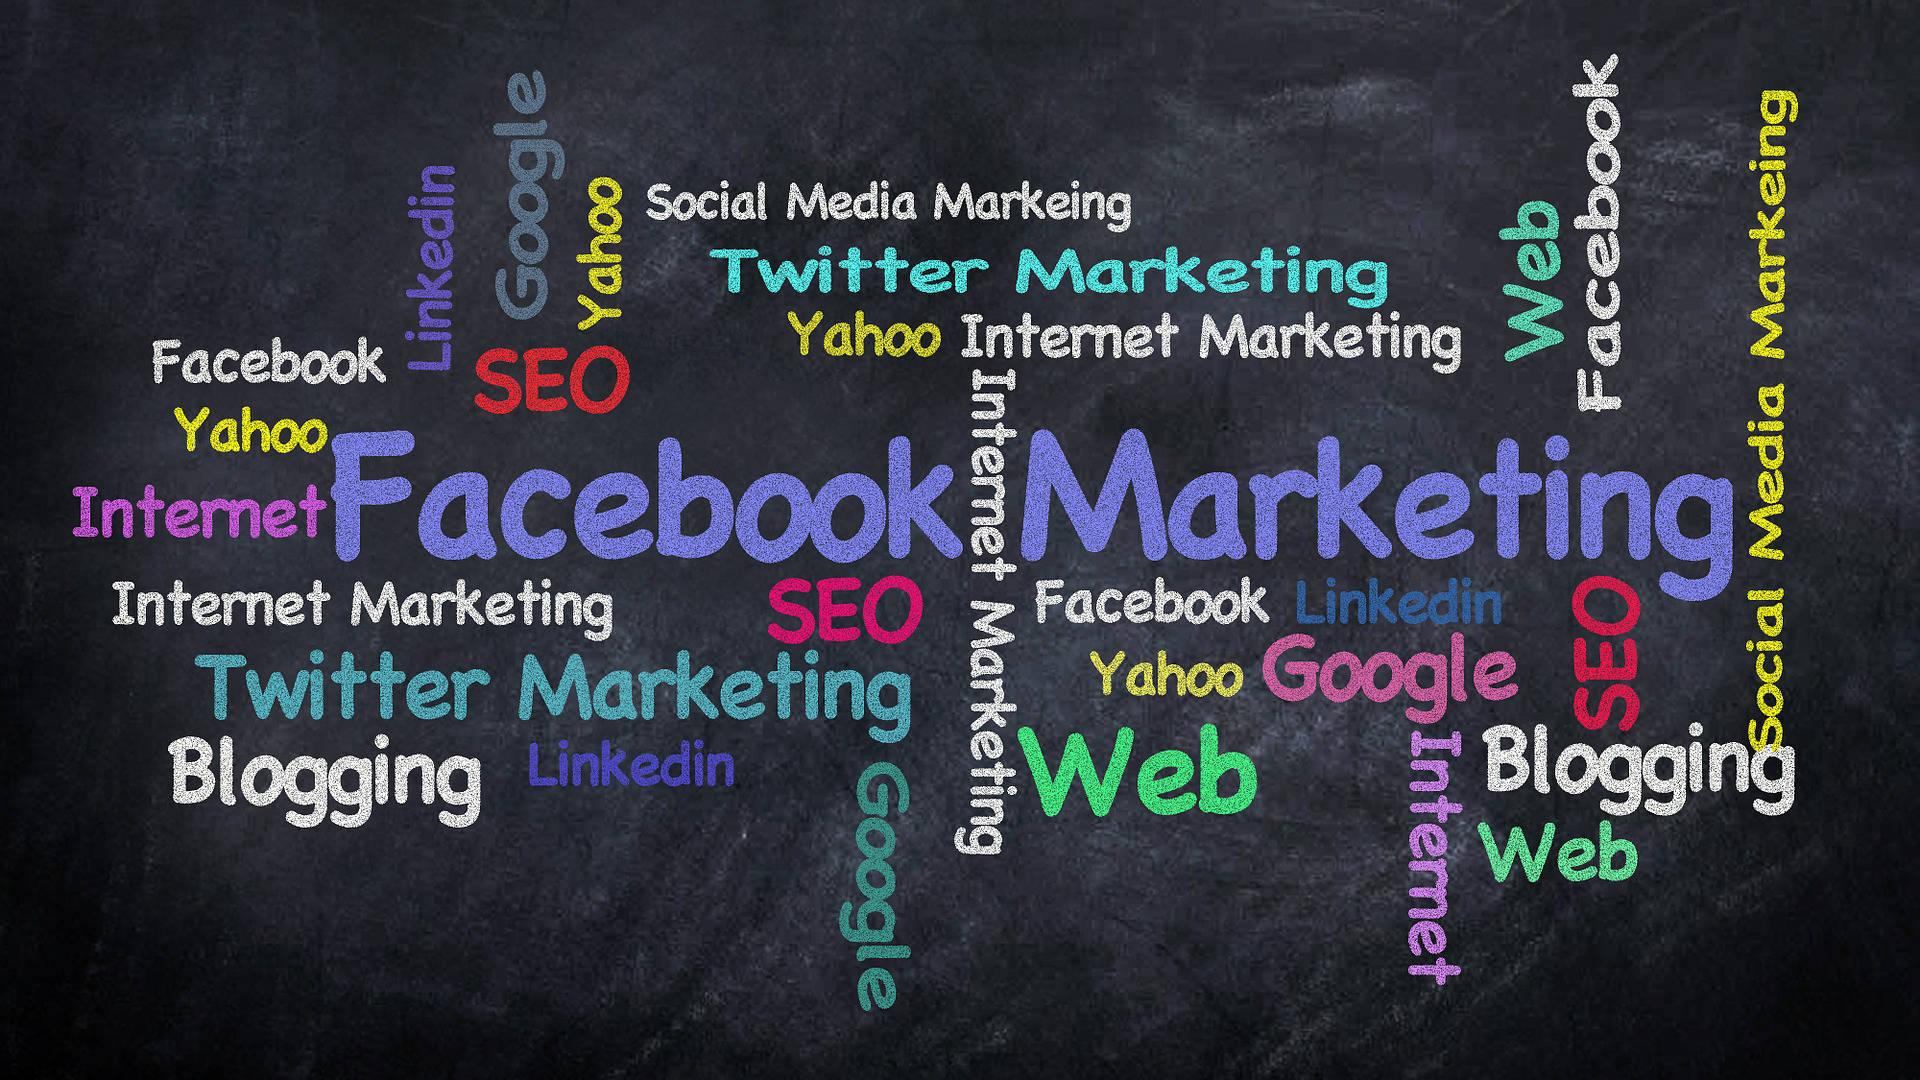 Google
Linkedin
Yahoo
Social Media Markeing
Twitter Marketing
Yahoo
Internet Marketing
Web
Facebook
Social Media Markeing
Facebook
SEO
Yahoo
Internet
Facebook Marketing
Internet Marketing
Internet Marketing
SEO
Facebook
Linkedin
SEO
Twitter Marketing
Yahoo
Google
Blogging
Linkedin
Google
Web
Internet
Blogging
Web